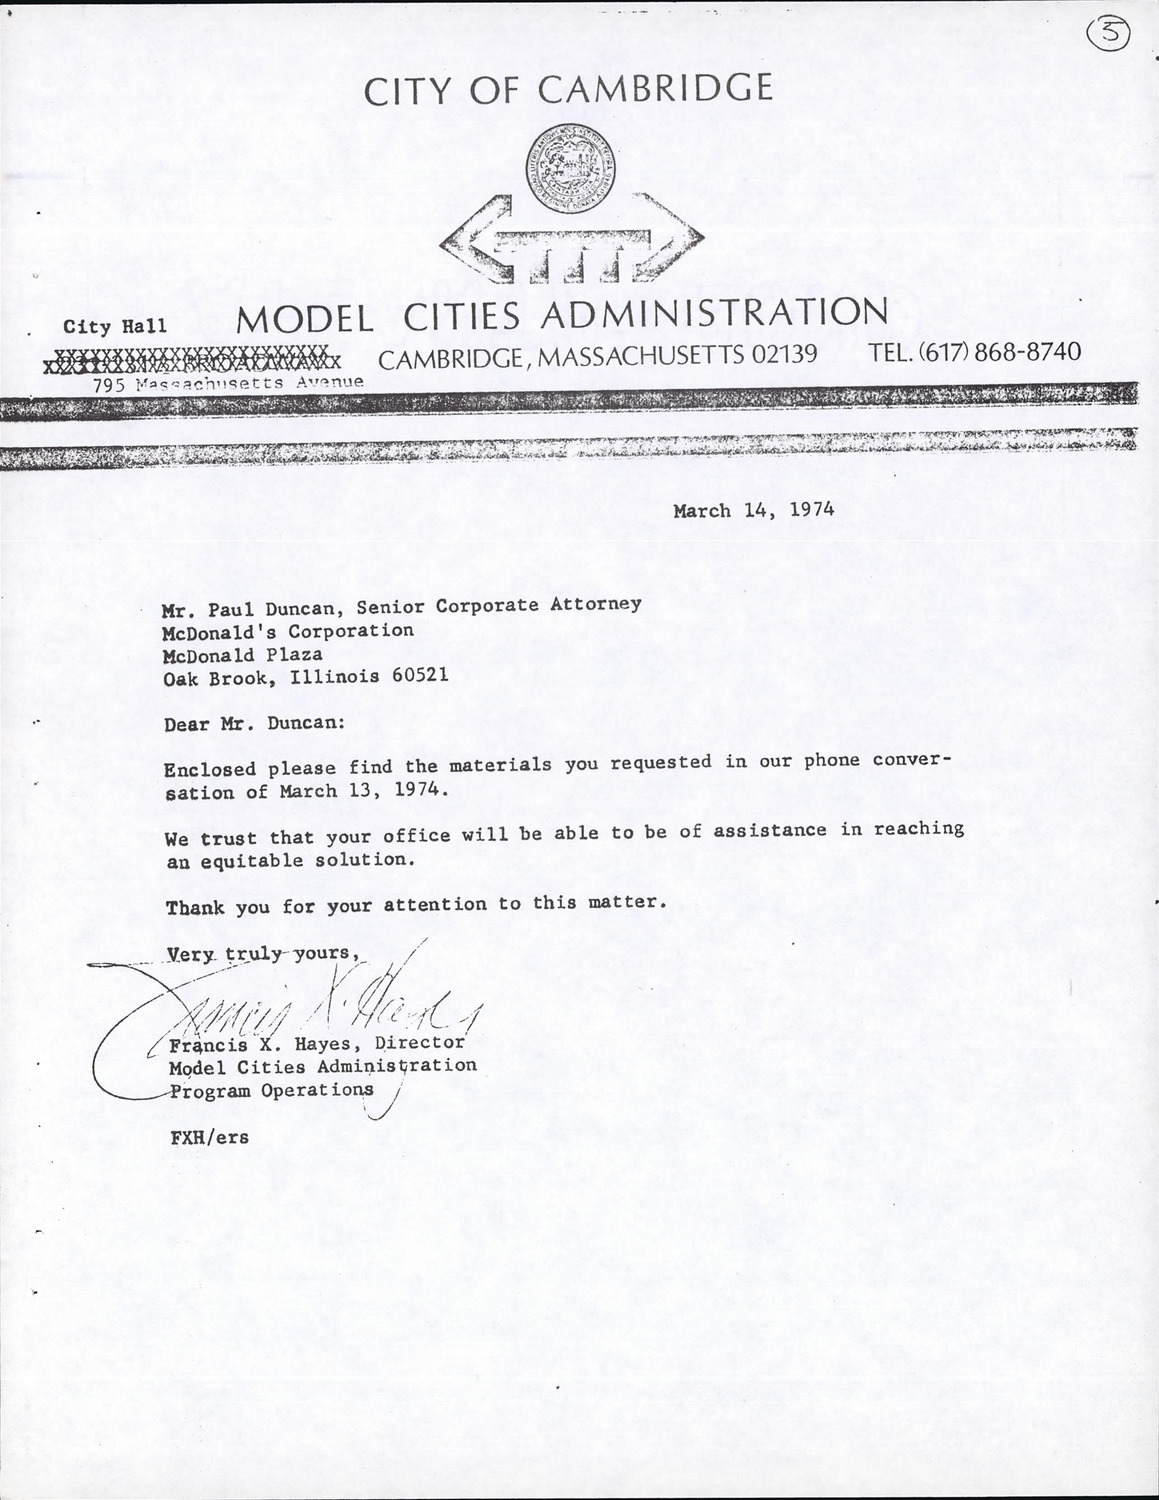 5
CITY OF CAMBRIDGE
MODEL CITIES ADMINISTRATION
City Hall
CAMBRIDGE, MASSACHUSETTS 02139 TEL. (617) 868-8740
795 Massachusetts Avenue
March 14, 1974
Mr. Paul Duncan, Senior Corporate Attorney
McDonald's Corporation
McDonald Plaza
Oak Brook, Illinois 60521
Dear Mr. Duncan:
Enclosed please find the materials you requested in our phone conver-
sation of March 13, 1974.
We trust that your office will be able to be of assistance in reaching
an equitable solution.
Thank you for your attention to this matter.
Very truly yours,
Francis X. Hayes
Francis X. Hayes, Director
Model Cities Administration
Program Operations
FXH/ers